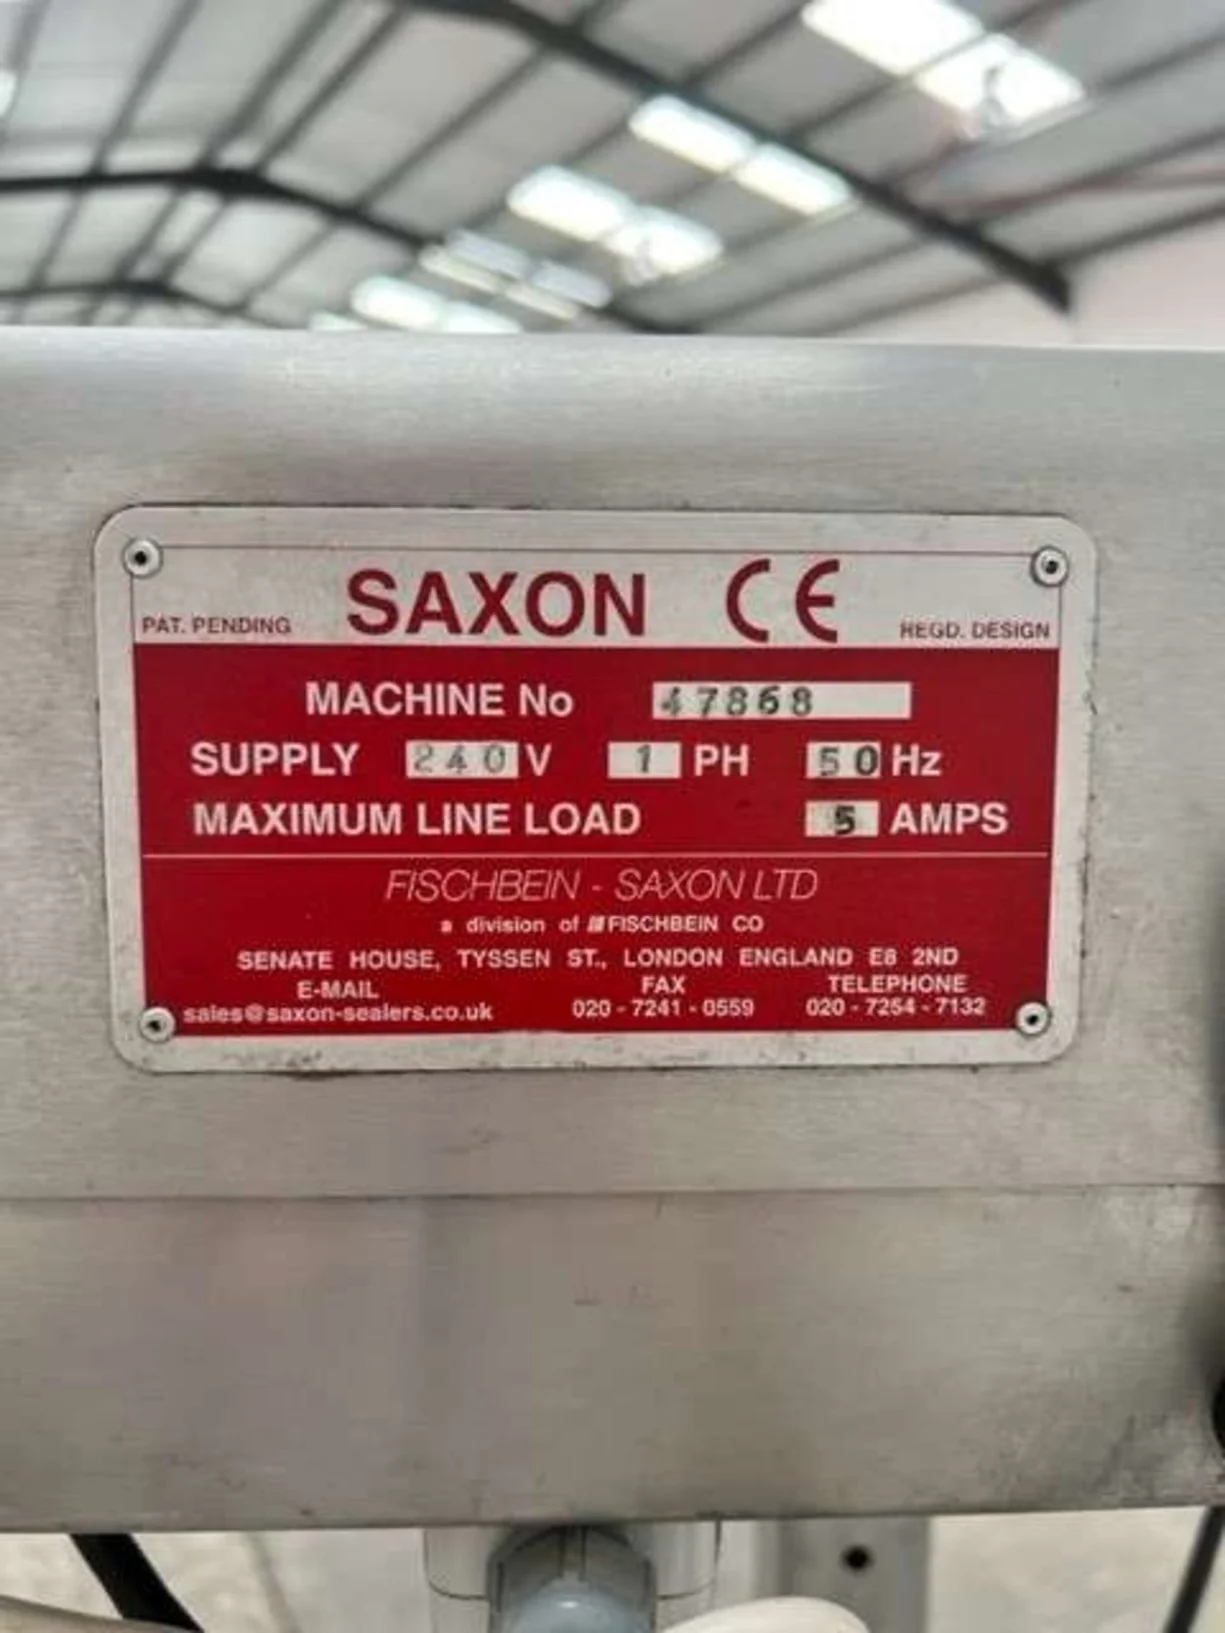 SAXON CE
PAT. PENDING
REGD. DESIGN
MACHINE No 47868
SUPPLY 240 V 1 PH 50 Hz
MAXIMUM LINE LOAD 5 AMPS
FISCHBEIN - SAXON LTD
a division of FISCHBEIN CO
SENATE HOUSE, TYSSEN ST., LONDON ENGLAND E8 2ND
E-MAIL FAX TELEPHONE
sales@saxon-sealers.co.uk 020 - 7241 - 0559 020 - 7254 - 7132